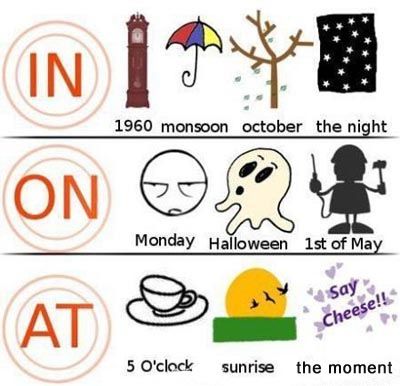 IN
1960 monsoon october the night
ON
Monday Halloween 1st of May
AT
Say
Cheese!!
5 O'clock sunrise the moment